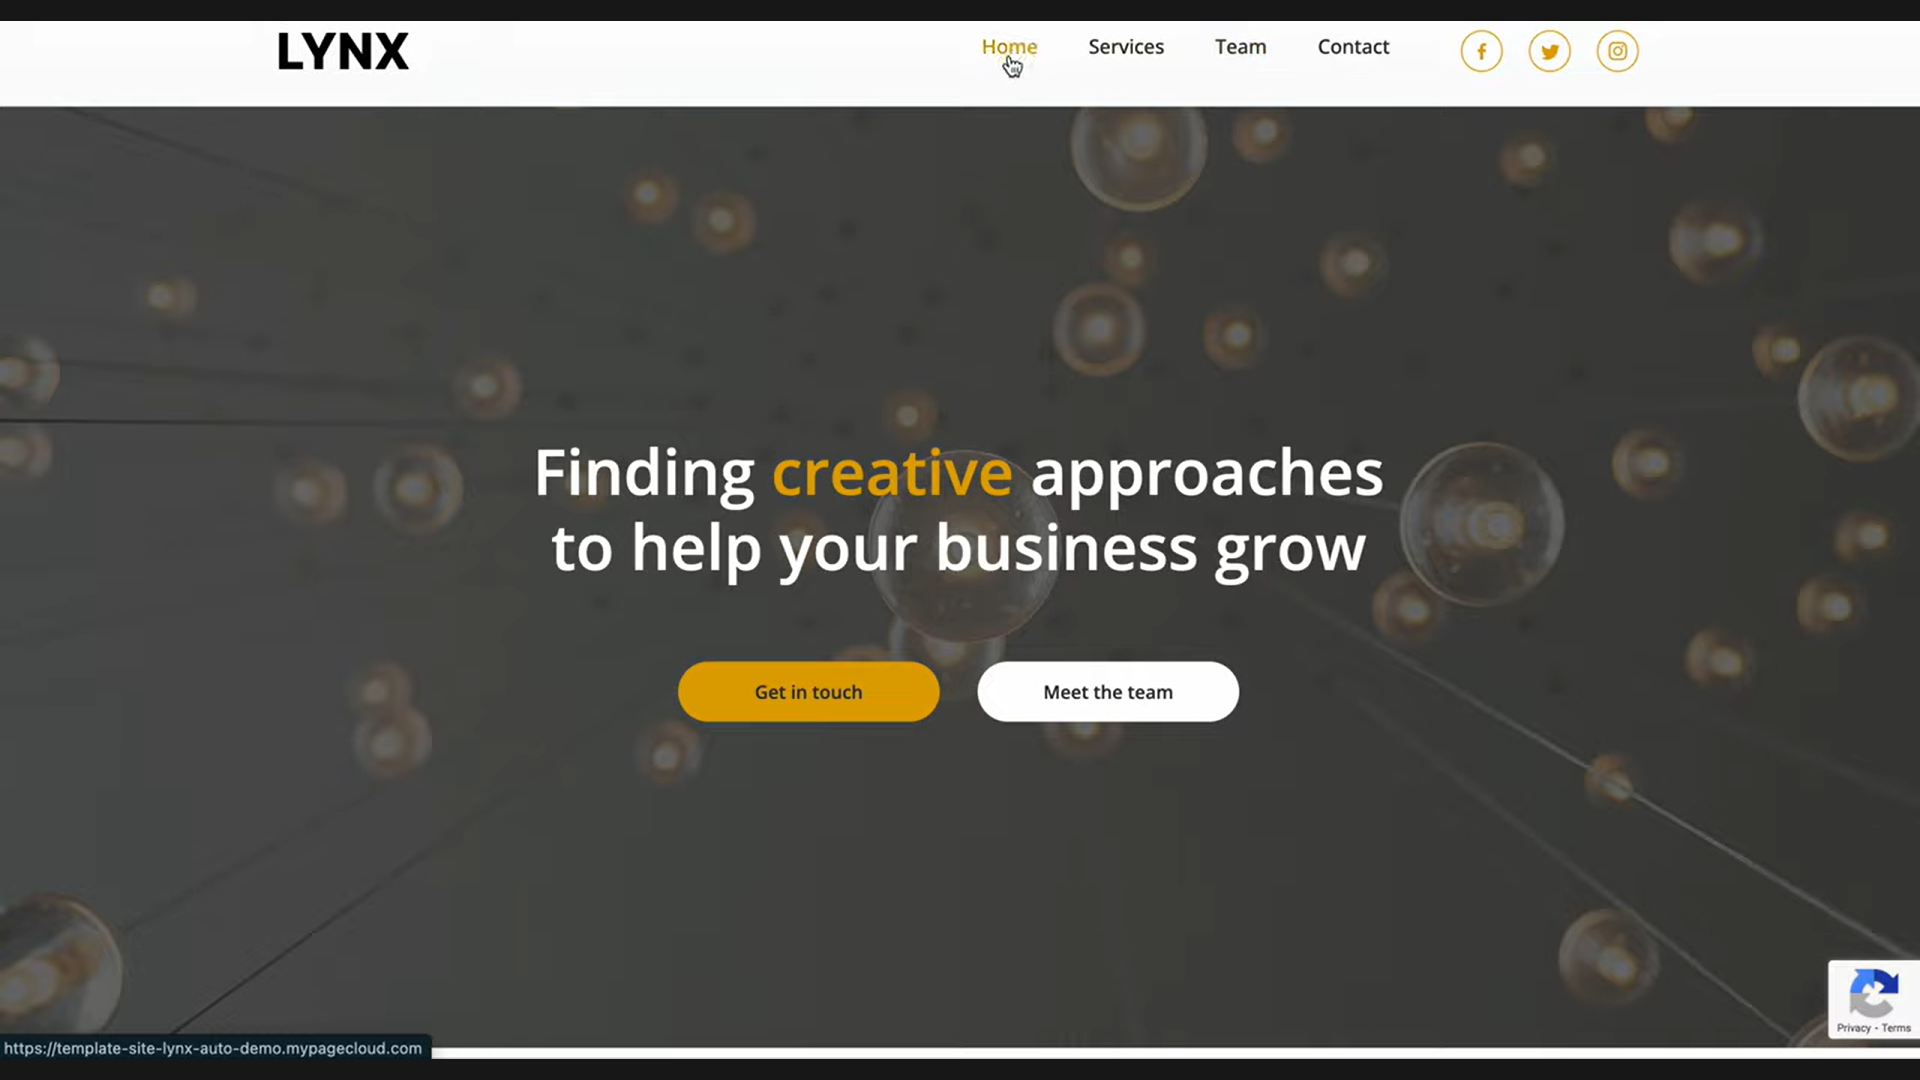 LYNX
Home Services Team Contact
Finding creative approaches
to help your business grow
Get in touch
Meet the team
Privacy - Terms
https://template-site-lynx-auto-demo.mypagecloud.com